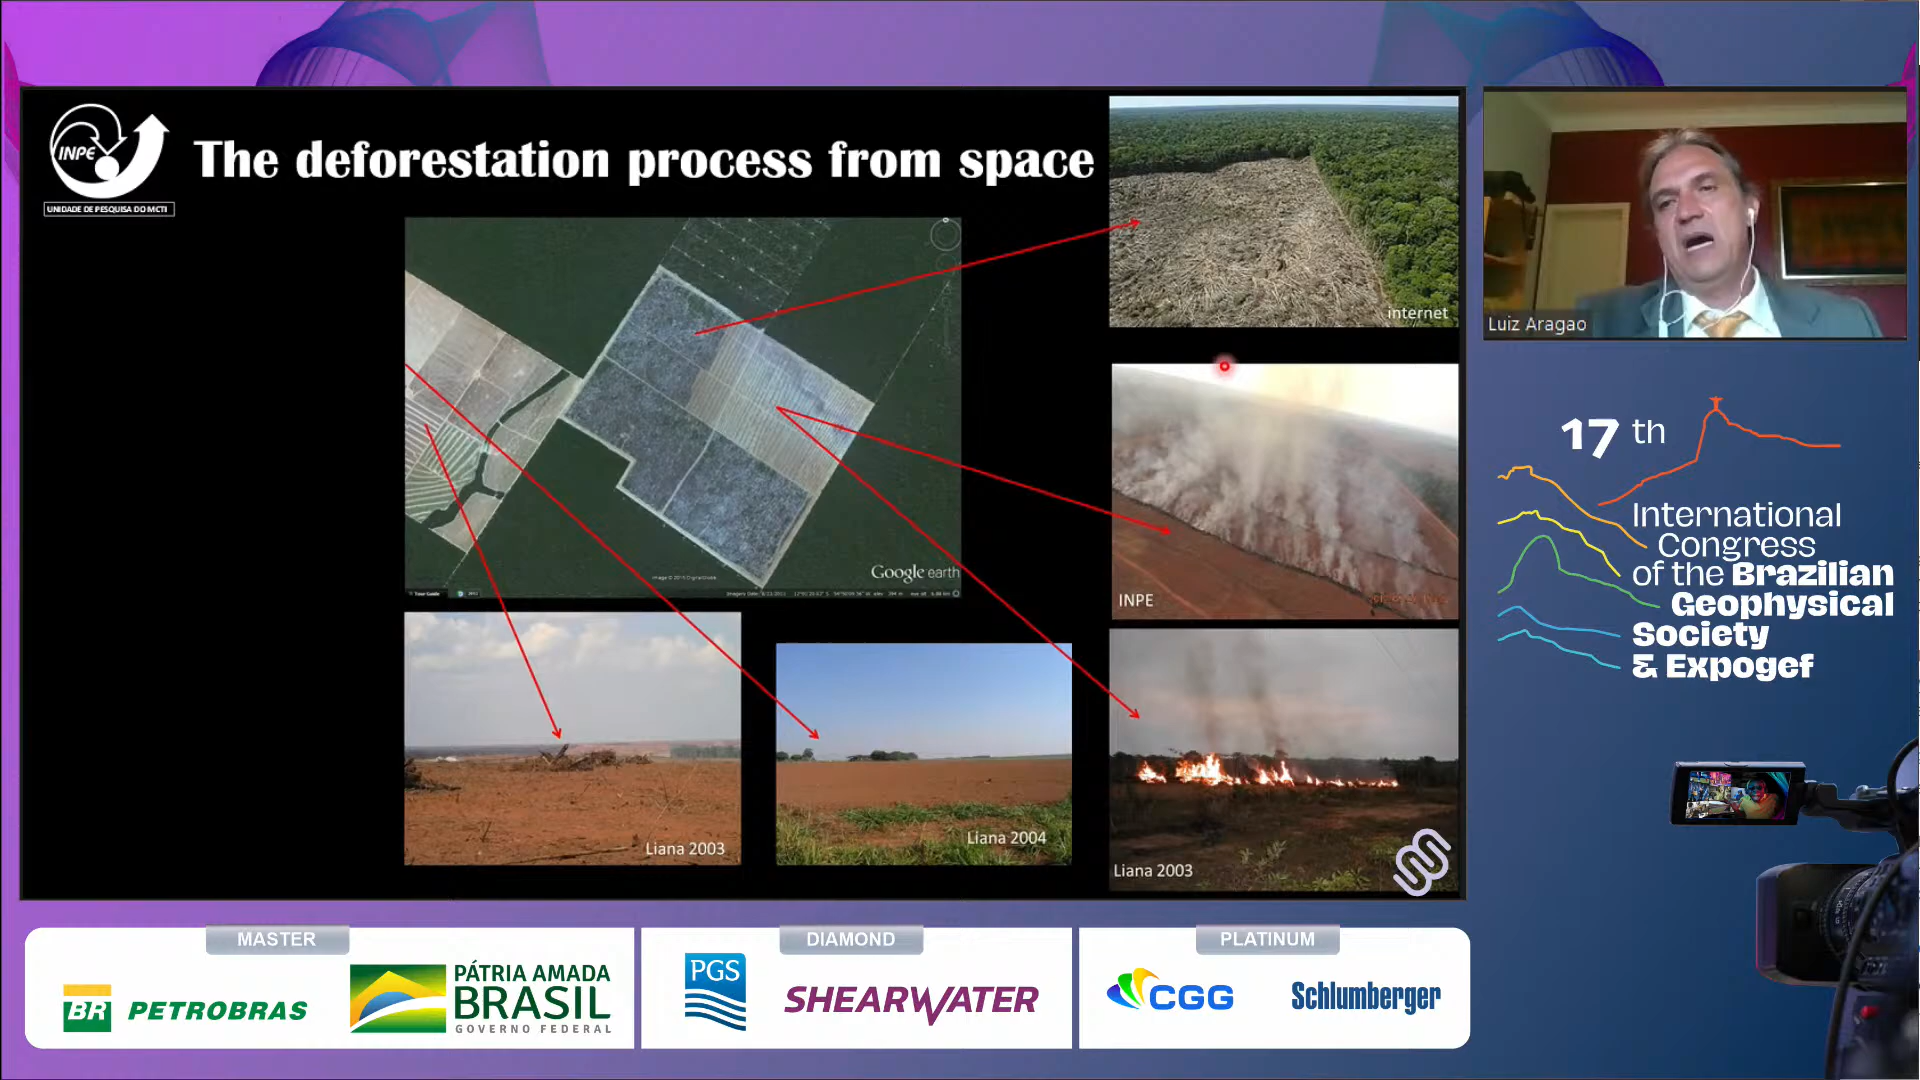 INPE
UNIDADE DE PESQUISA DO MCTI
The deforestation process from space
internet
Google earth
INPE
Liana 2003
Liana 2004
Liana 2003
Luiz Aragao
17 th
International
Congress
of the Brazilian
Geophysical
Society
& Expogef
MASTER
BR PETROBRAS
PÁTRIA AMADA
BRASIL
GOVERNO FEDERAL
DIAMOND
PGS
SHEARWATER
PLATINUM
CGG
Schlumberger